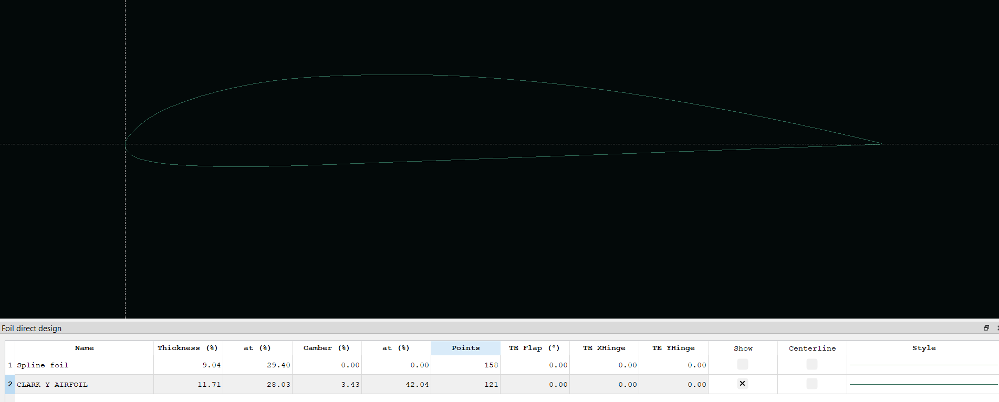 Foil direct design
Name Thickness (%) at (%) Camber (%) at (%) Points TE Flap (°) TE XHinge TE YHinge Show Centerline Style
1 Spline foil 9.04 29.40 0.00 0.00 158 0.00 0.00 0.00
2 CLARK Y AIRFOIL 11.71 28.03 3.43 42.04 121 0.00 0.00 0.00